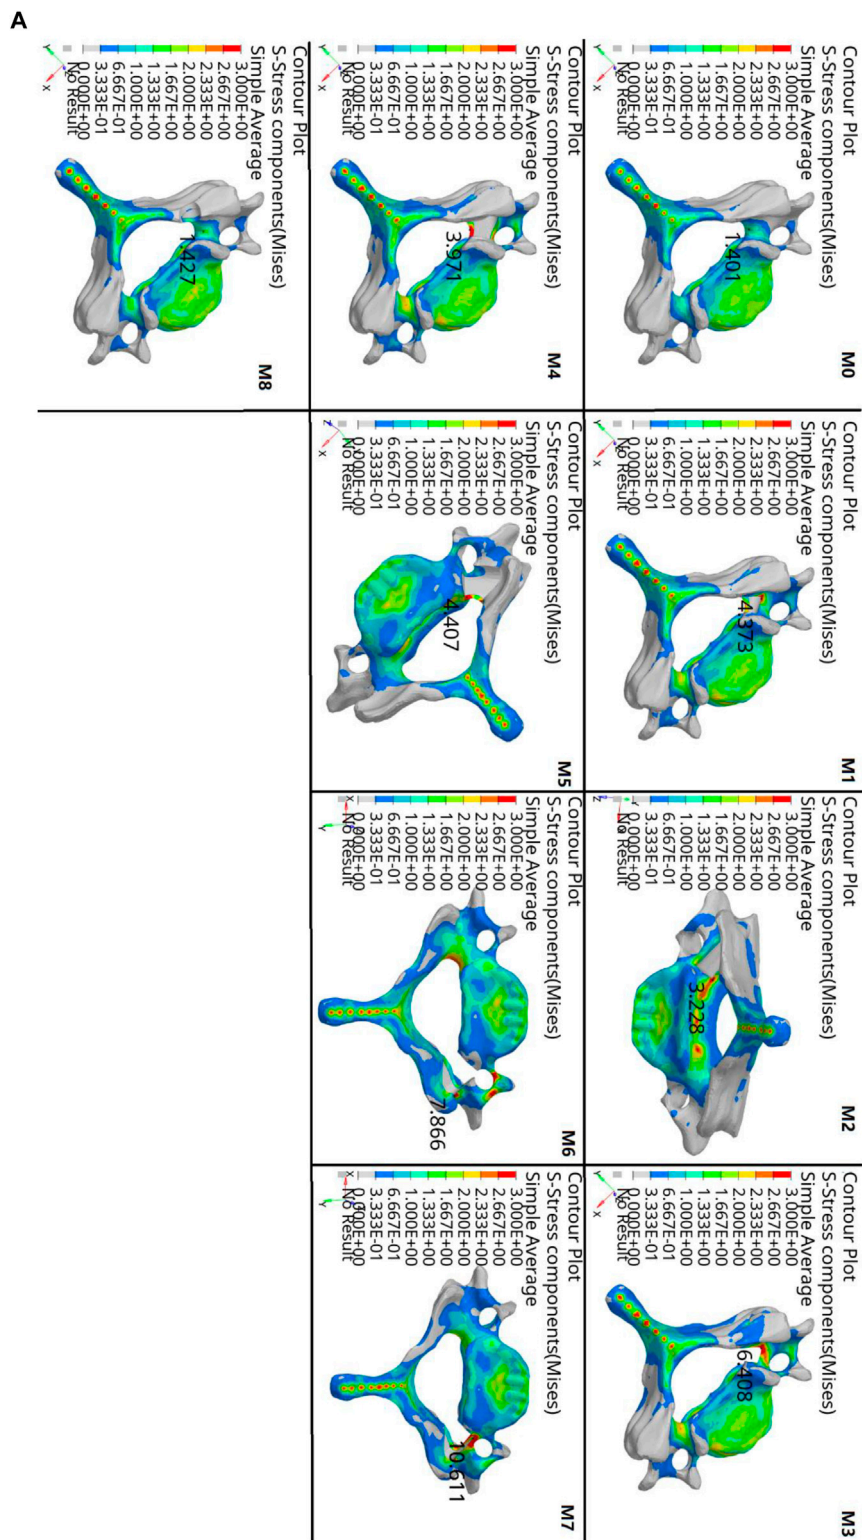 A
Contour Plot
S-Stress components(Mises)
Simple Average
3.000E+00
2.667E+00
2.333E+00
2.000E+00
1.667E+00
1.333E+00
1.000E+00
6.667E-01
3.333E-01
0.000E+00
No Result
Y
X
1.401
M0
Contour Plot
S-Stress components(Mises)
Simple Average
3.000E+00
2.667E+00
2.333E+00
2.000E+00
1.667E+00
1.333E+00
1.000E+00
6.667E-01
3.333E-01
0.000E+00
No Result
Y
X
4.373
M1
Contour Plot
S-Stress components(Mises)
Simple Average
3.000E+00
2.667E+00
2.333E+00
2.000E+00
1.667E+00
1.333E+00
1.000E+00
6.667E-01
3.333E-01
0.000E+00
No Result
Y
Z
3.228
M2
Contour Plot
S-Stress components(Mises)
Simple Average
3.000E+00
2.667E+00
2.333E+00
2.000E+00
1.667E+00
1.333E+00
1.000E+00
6.667E-01
3.333E-01
0.000E+00
No Result
Y
X
6.408
M3
Contour Plot
S-Stress components(Mises)
Simple Average
3.000E+00
2.667E+00
2.333E+00
2.000E+00
1.667E+00
1.333E+00
1.000E+00
6.667E-01
3.333E-01
0.000E+00
No Result
Y
X
3.971
M4
Contour Plot
S-Stress components(Mises)
Simple Average
3.000E+00
2.667E+00
2.333E+00
2.000E+00
1.667E+00
1.333E+00
1.000E+00
6.667E-01
3.333E-01
0.000E+00
No Result
Z
X
4.407
M5
Contour Plot
S-Stress components(Mises)
Simple Average
3.000E+00
2.667E+00
2.333E+00
2.000E+00
1.667E+00
1.333E+00
1.000E+00
6.667E-01
3.333E-01
0.000E+00
No Result
X
Y
7.866
M6
Contour Plot
S-Stress components(Mises)
Simple Average
3.000E+00
2.667E+00
2.333E+00
2.000E+00
1.667E+00
1.333E+00
1.000E+00
6.667E-01
3.333E-01
0.000E+00
No Result
X
Y
10.611
M7
Contour Plot
S-Stress components(Mises)
Simple Average
3.000E+00
2.667E+00
2.333E+00
2.000E+00
1.667E+00
1.333E+00
1.000E+00
6.667E-01
3.333E-01
0.000E+00
No Result
Y
X
1.427
M8